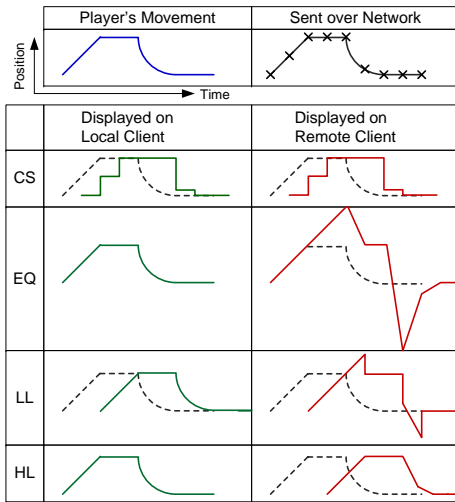 Player's Movement
Sent over Network
Position
Time
Displayed on
Local Client
Displayed on
Remote Client
CS
EQ
LL
HL